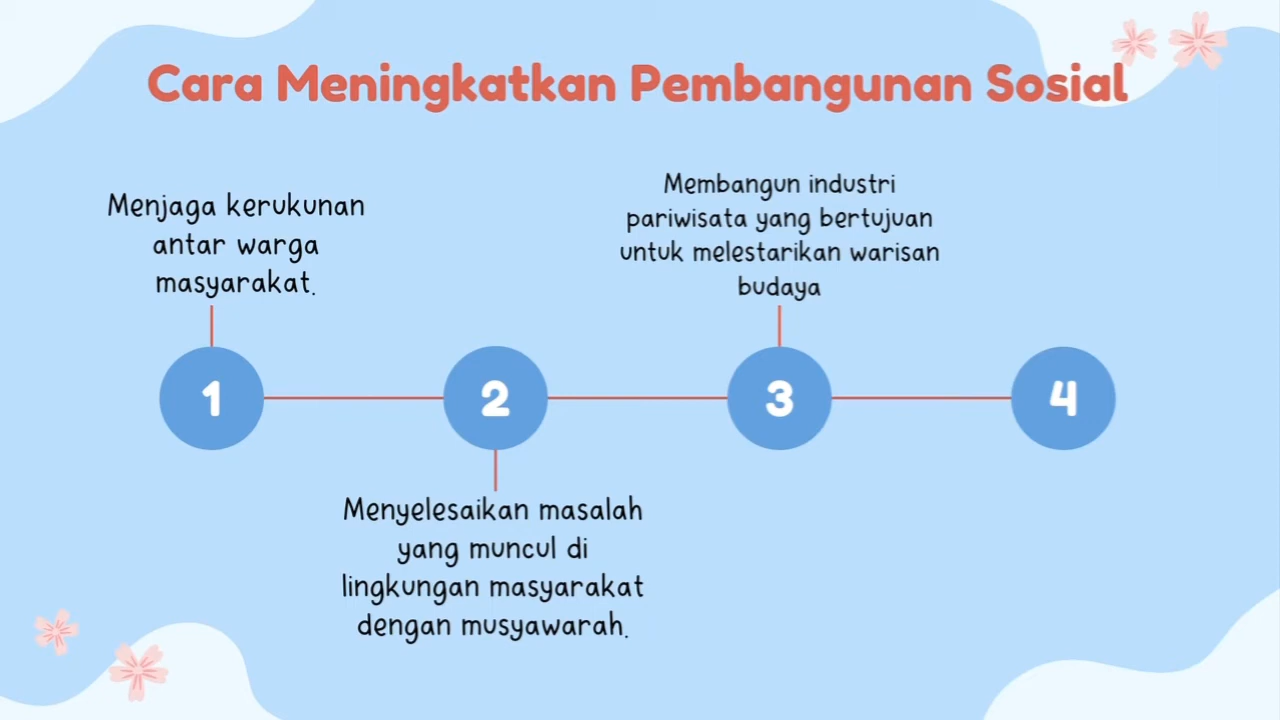 Cara Meningkatkan Pembangunan Sosial
Menjaga kerukunan
antar warga
masyarakat.
Membangun industri
pariwisata yang bertujuan
untuk melestarikan warisan
budaya
1
2
3
4
Menyelesaikan masalah
yang muncul di
lingkungan masyarakat
dengan musyawarah.